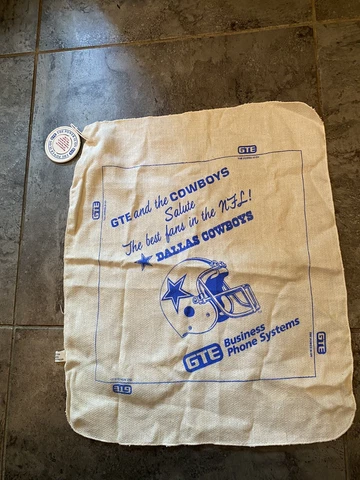 GTE
GTE and the COWBOYS
Salute
The best fans in the NFL!
DALLAS COWBOYS
GTE Business
Phone Systems
GTE
GTE
GTE